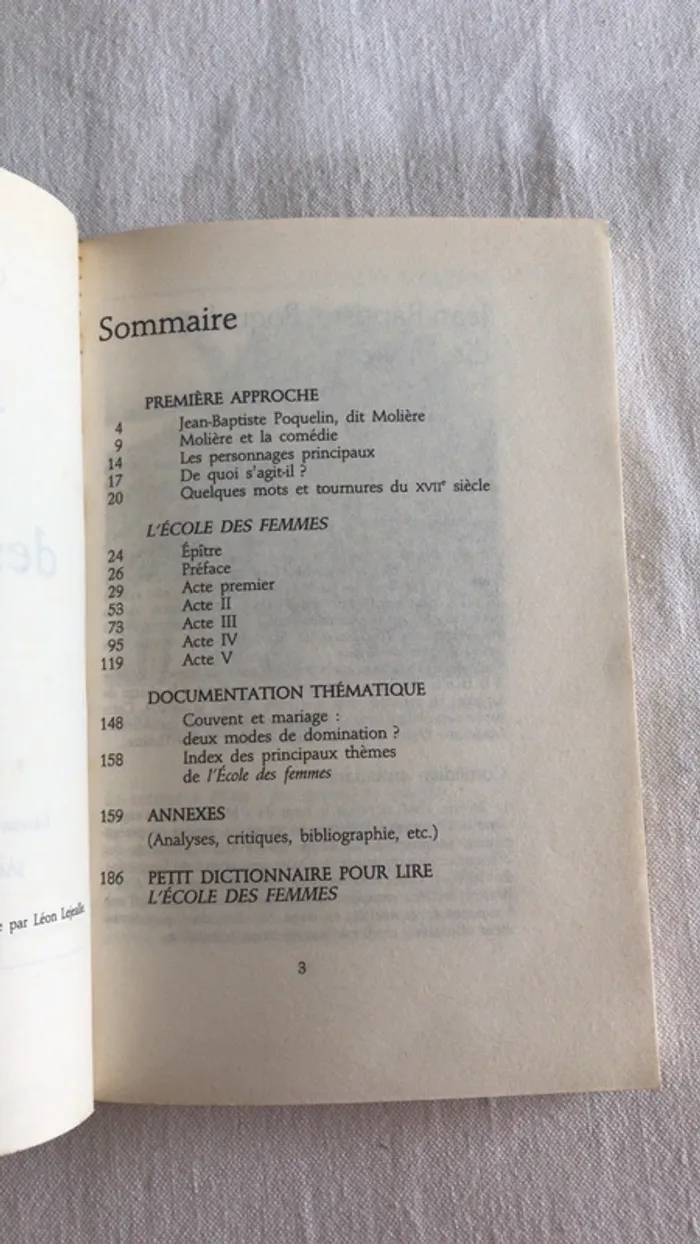 Sommaire
PREMIÈRE APPROCHE
4 Jean-Baptiste Poquelin, dit Molière
9 Molière et la comédie
14 Les personnages principaux
17 De quoi s'agit-il ?
20 Quelques mots et tournures du XVIIe siècle
L'ÉCOLE DES FEMMES
24 Épître
26 Préface
29 Acte premier
53 Acte II
73 Acte III
95 Acte IV
119 Acte V
DOCUMENTATION THÉMATIQUE
148 Couvent et mariage :
deux modes de domination ?
158 Index des principaux thèmes
de l'École des femmes
159 ANNEXES
(Analyses, critiques, bibliographie, etc.)
186 PETIT DICTIONNAIRE POUR LIRE
L'ÉCOLE DES FEMMES
par Léon Lejealle.
3